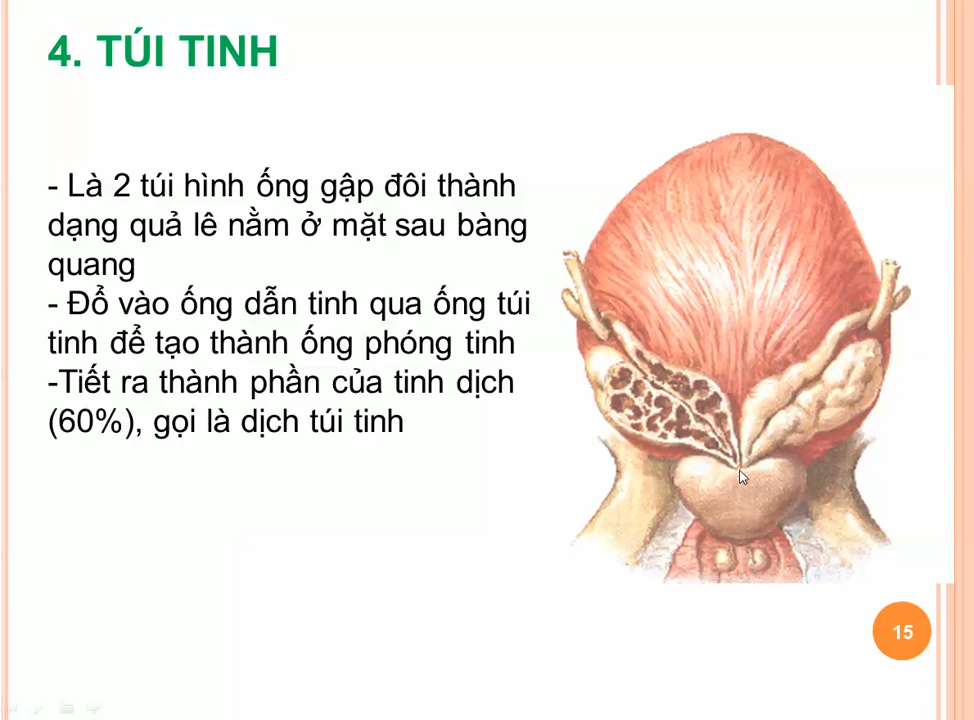 4. TÚI TINH
- Là 2 túi hình ống gập đôi thành
dạng quả lê nằm ở mặt sau bàng
quang
- Đổ vào ống dẫn tinh qua ống túi
tinh để tạo thành ống phóng tinh
-Tiết ra thành phần của tinh dịch
(60%), gọi là dịch túi tinh
15